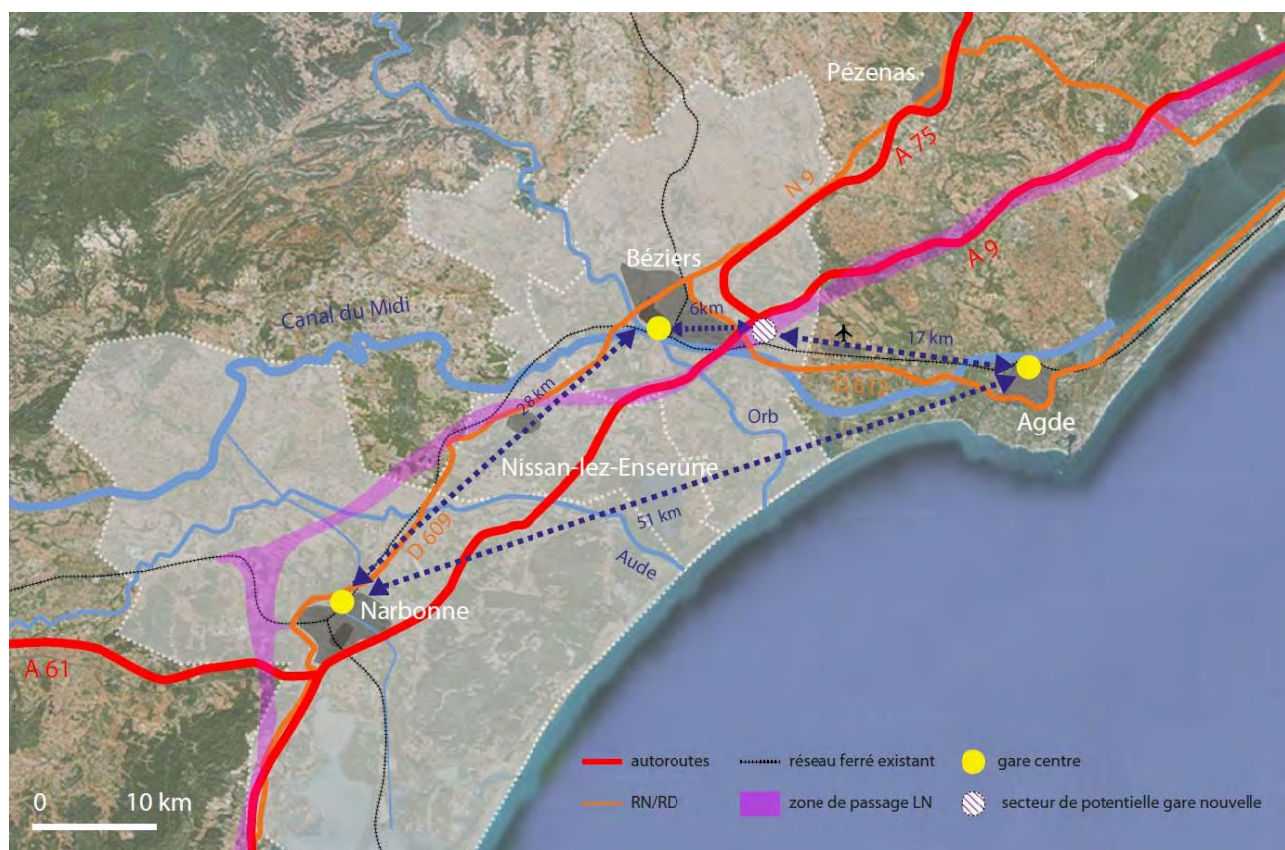 Pézenas
A 75
N 9
A 9
Béziers
6km
Canal du Midi
17 km
28 km
D 612
Agde
Orb
Nissan-lez-Enserune
51 km
D 609
Aude
Narbonne
A 61
autoroutes
réseau ferré existant
gare centre
0 10 km
RN/RD
zone de passage LN
secteur de potentielle gare nouvelle